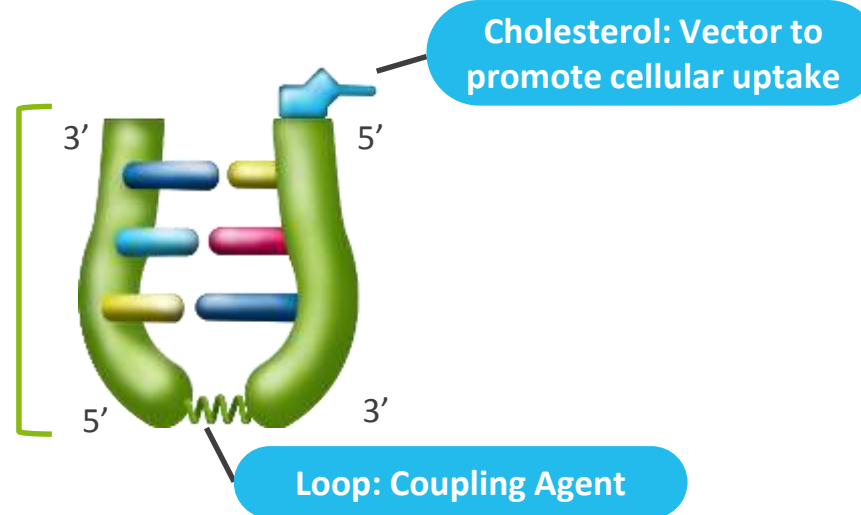 Cholesterol: Vector to
promote cellular uptake
3’
5’
5’
3’
Loop: Coupling Agent